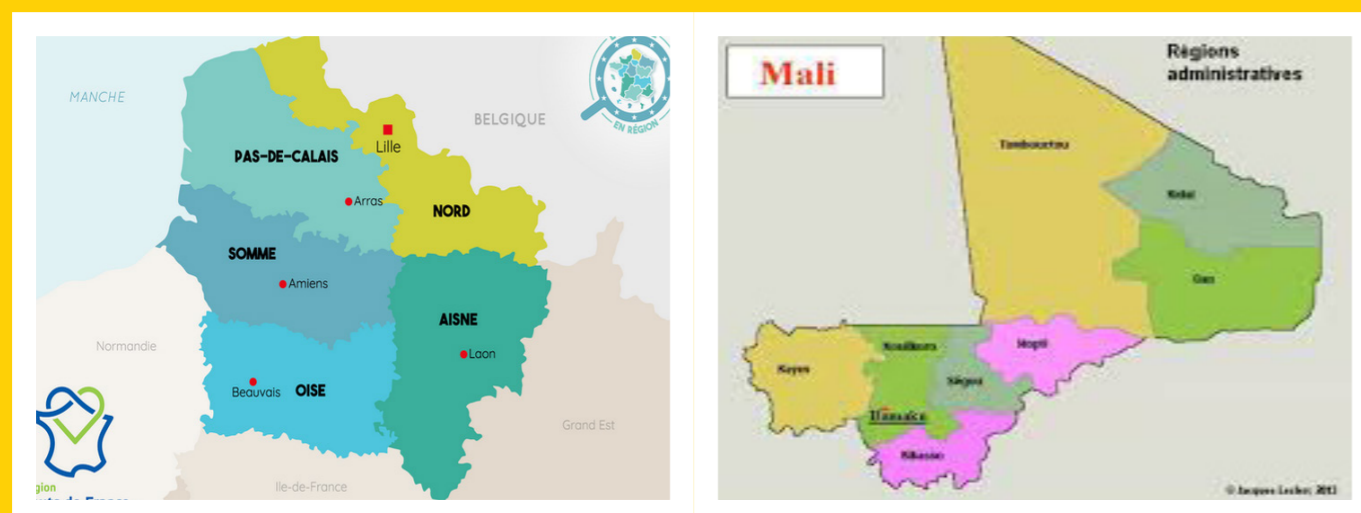 MANCHE
BELGIQUE
EN RÉGION
Lille
PAS-DE-CALAIS
Arras
NORD
SOMME
Amiens
AISNE
Laon
Normandie
Beauvais
OISE
Grand Est
Ile-de-France
gion
Mali
Régions
administratives
Tombouctou
Kidal
Gao
Mopti
Koulikoro
Kayes
Ségou
Bamako
Sikasso